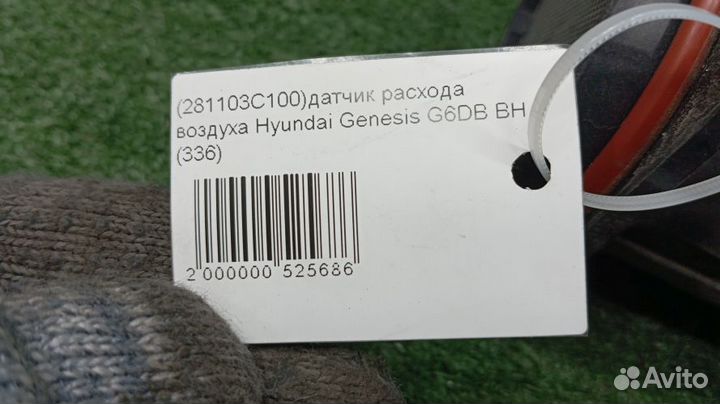 (281103C100)датчик расхода
воздуха Hyundai Genesis G6DB BH
(336)
2 000000 525686
Avito